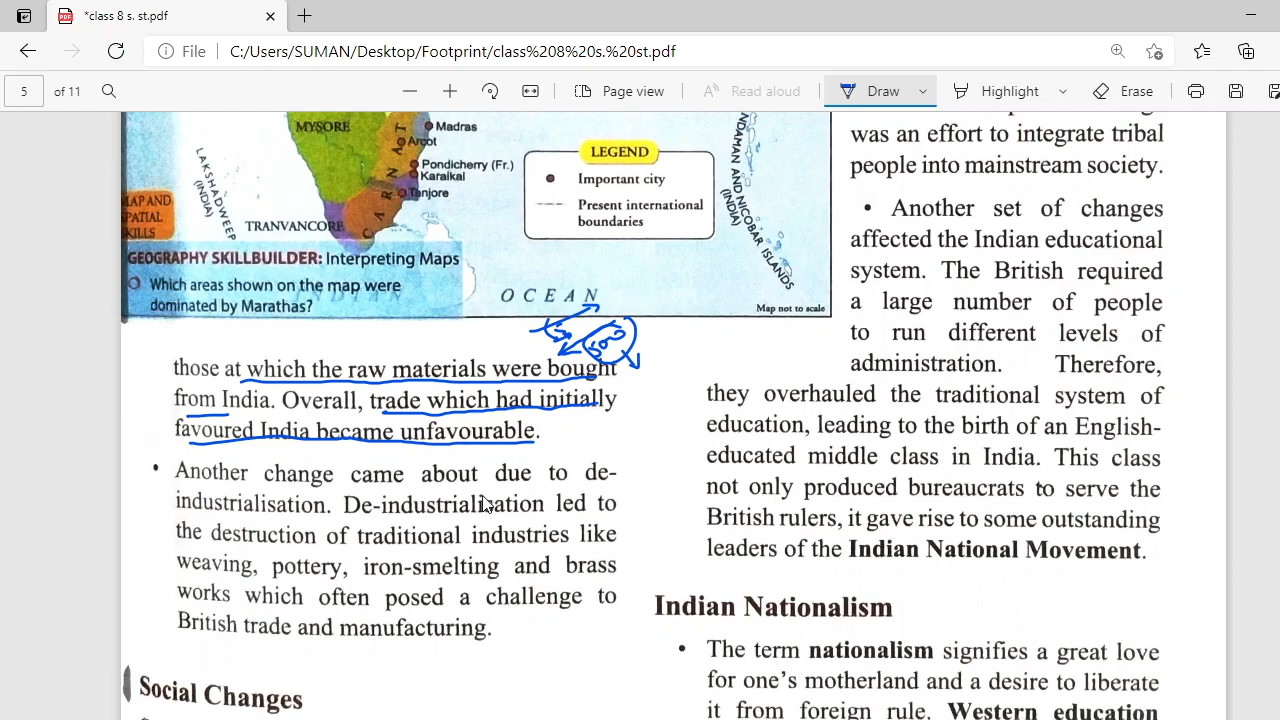 *class 8 s. st.pdf
File C:/Users/SUMAN/Desktop/Footprint/class%208%20s.%20st.pdf
5 of 11 Page view Read aloud Draw Highlight Erase
MYSORE
Madras
Arcot
Pondicherry (Fr.)
Karaikal
Tanjore
CARNAT
LAKSHADWEEP
(INDIA)
TRANVANCORE
MAP AND
SPATIAL
SKILLS
LEGEND
Important city
Present international
boundaries
NDAMAN AND NICOBAR ISLANDS
(INDIA)
GEOGRAPHY SKILLBUILDER: Interpreting Maps
Which areas shown on the map were
dominated by Marathas?
OCEAN
Map not to scale
those at which the raw materials were bought
from India. Overall, trade which had initially
favoured India became unfavourable.
• Another change came about due to de-
industrialisation. De-industrialisation led to
the destruction of traditional industries like
weaving, pottery, iron-smelting and brass
works which often posed a challenge to
British trade and manufacturing.
Social Changes
was an effort to integrate tribal
people into mainstream society.
• Another set of changes
affected the Indian educational
system. The British required
a large number of people
to run different levels of
administration. Therefore,
they overhauled the traditional system of
education, leading to the birth of an English-
educated middle class in India. This class
not only produced bureaucrats to serve the
British rulers, it gave rise to some outstanding
leaders of the Indian National Movement.
Indian Nationalism
• The term nationalism signifies a great love
for one's motherland and a desire to liberate
it from foreign rule. Western education